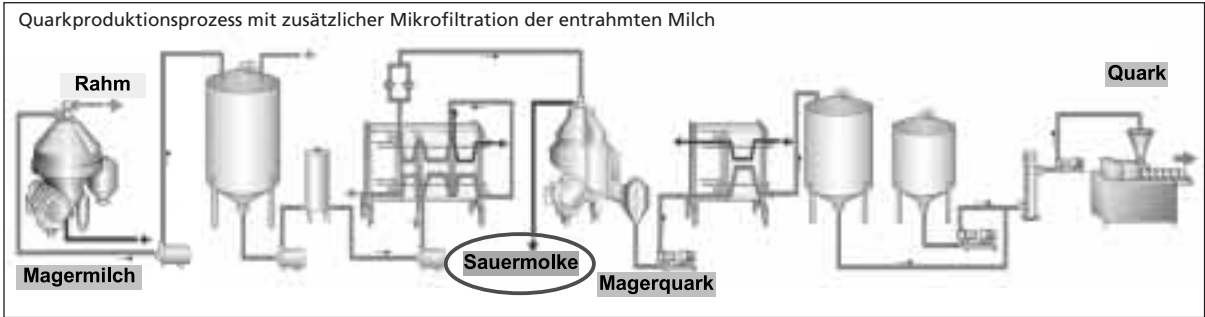 Quarkproduktionsprozess mit zusätzlicher Mikrofiltration der entrahmten Milch
Rahm
Quark
Sauermolke
Magermilch
Magerquark